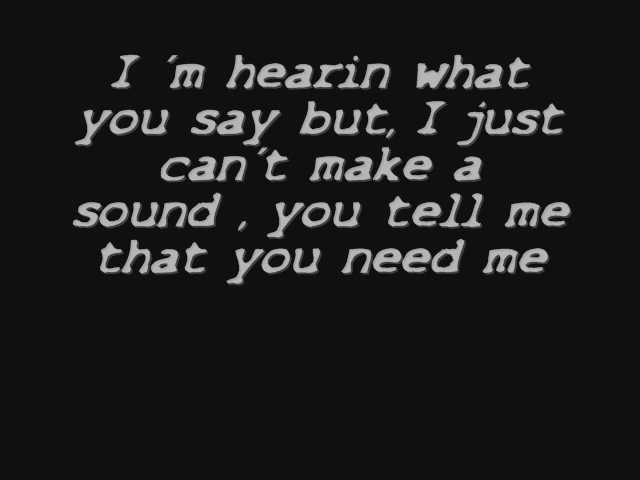 I ´m hearin what
you say but, I just
can´t make a
sound , you tell me
that you need me